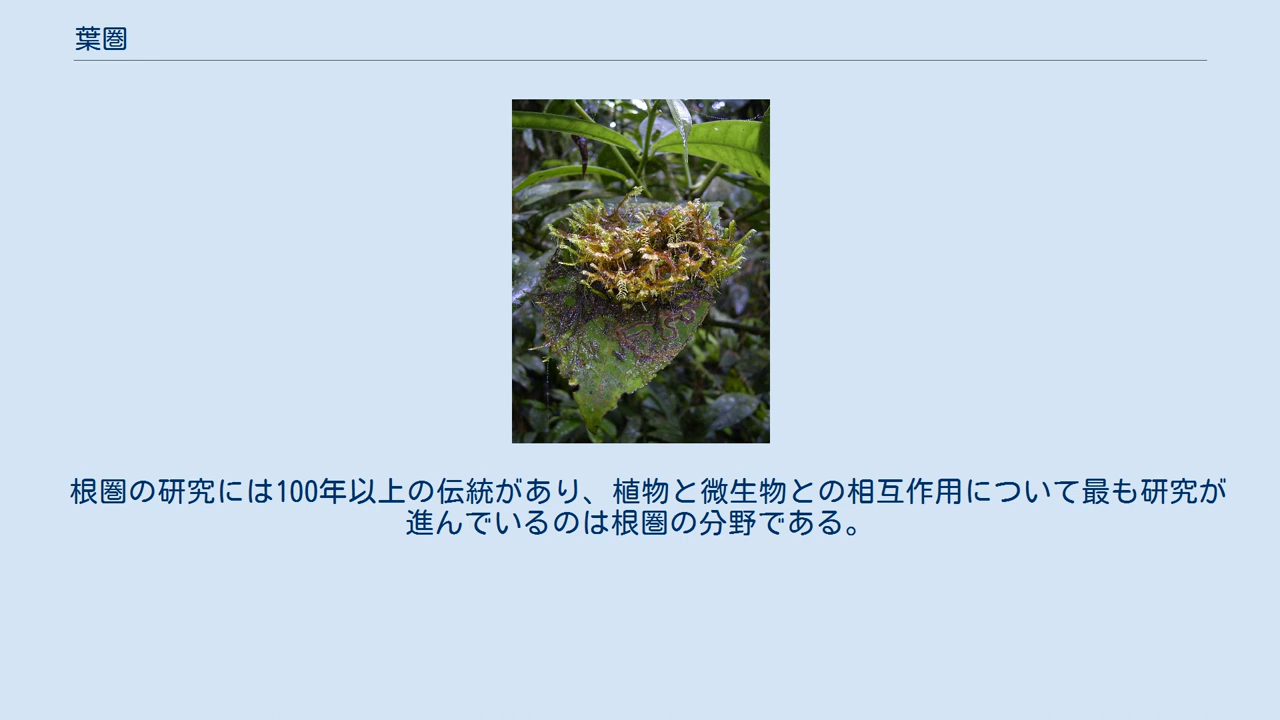 葉圏
根圏の研究には100年以上の伝統があり、植物と微生物との相互作用について最も研究が
進んでいるのは根圏の分野である。